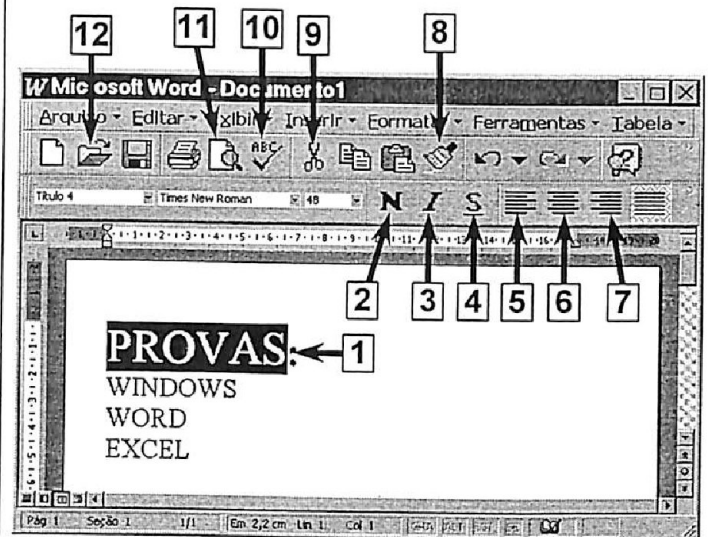 12 11 10 9 8
Microsoft Word - Documento1
Arquivo Editar Exibir Inserir Formatar Ferramentas Tabela
ABC
Título 4 Times New Roman 48 N I S
2 3 4 5 6 7
PROVAS: 1
WINDOWS
WORD
EXCEL
Pág 1 Seção 1 1/1 Em 2,2 cm Lin 1 Col 1